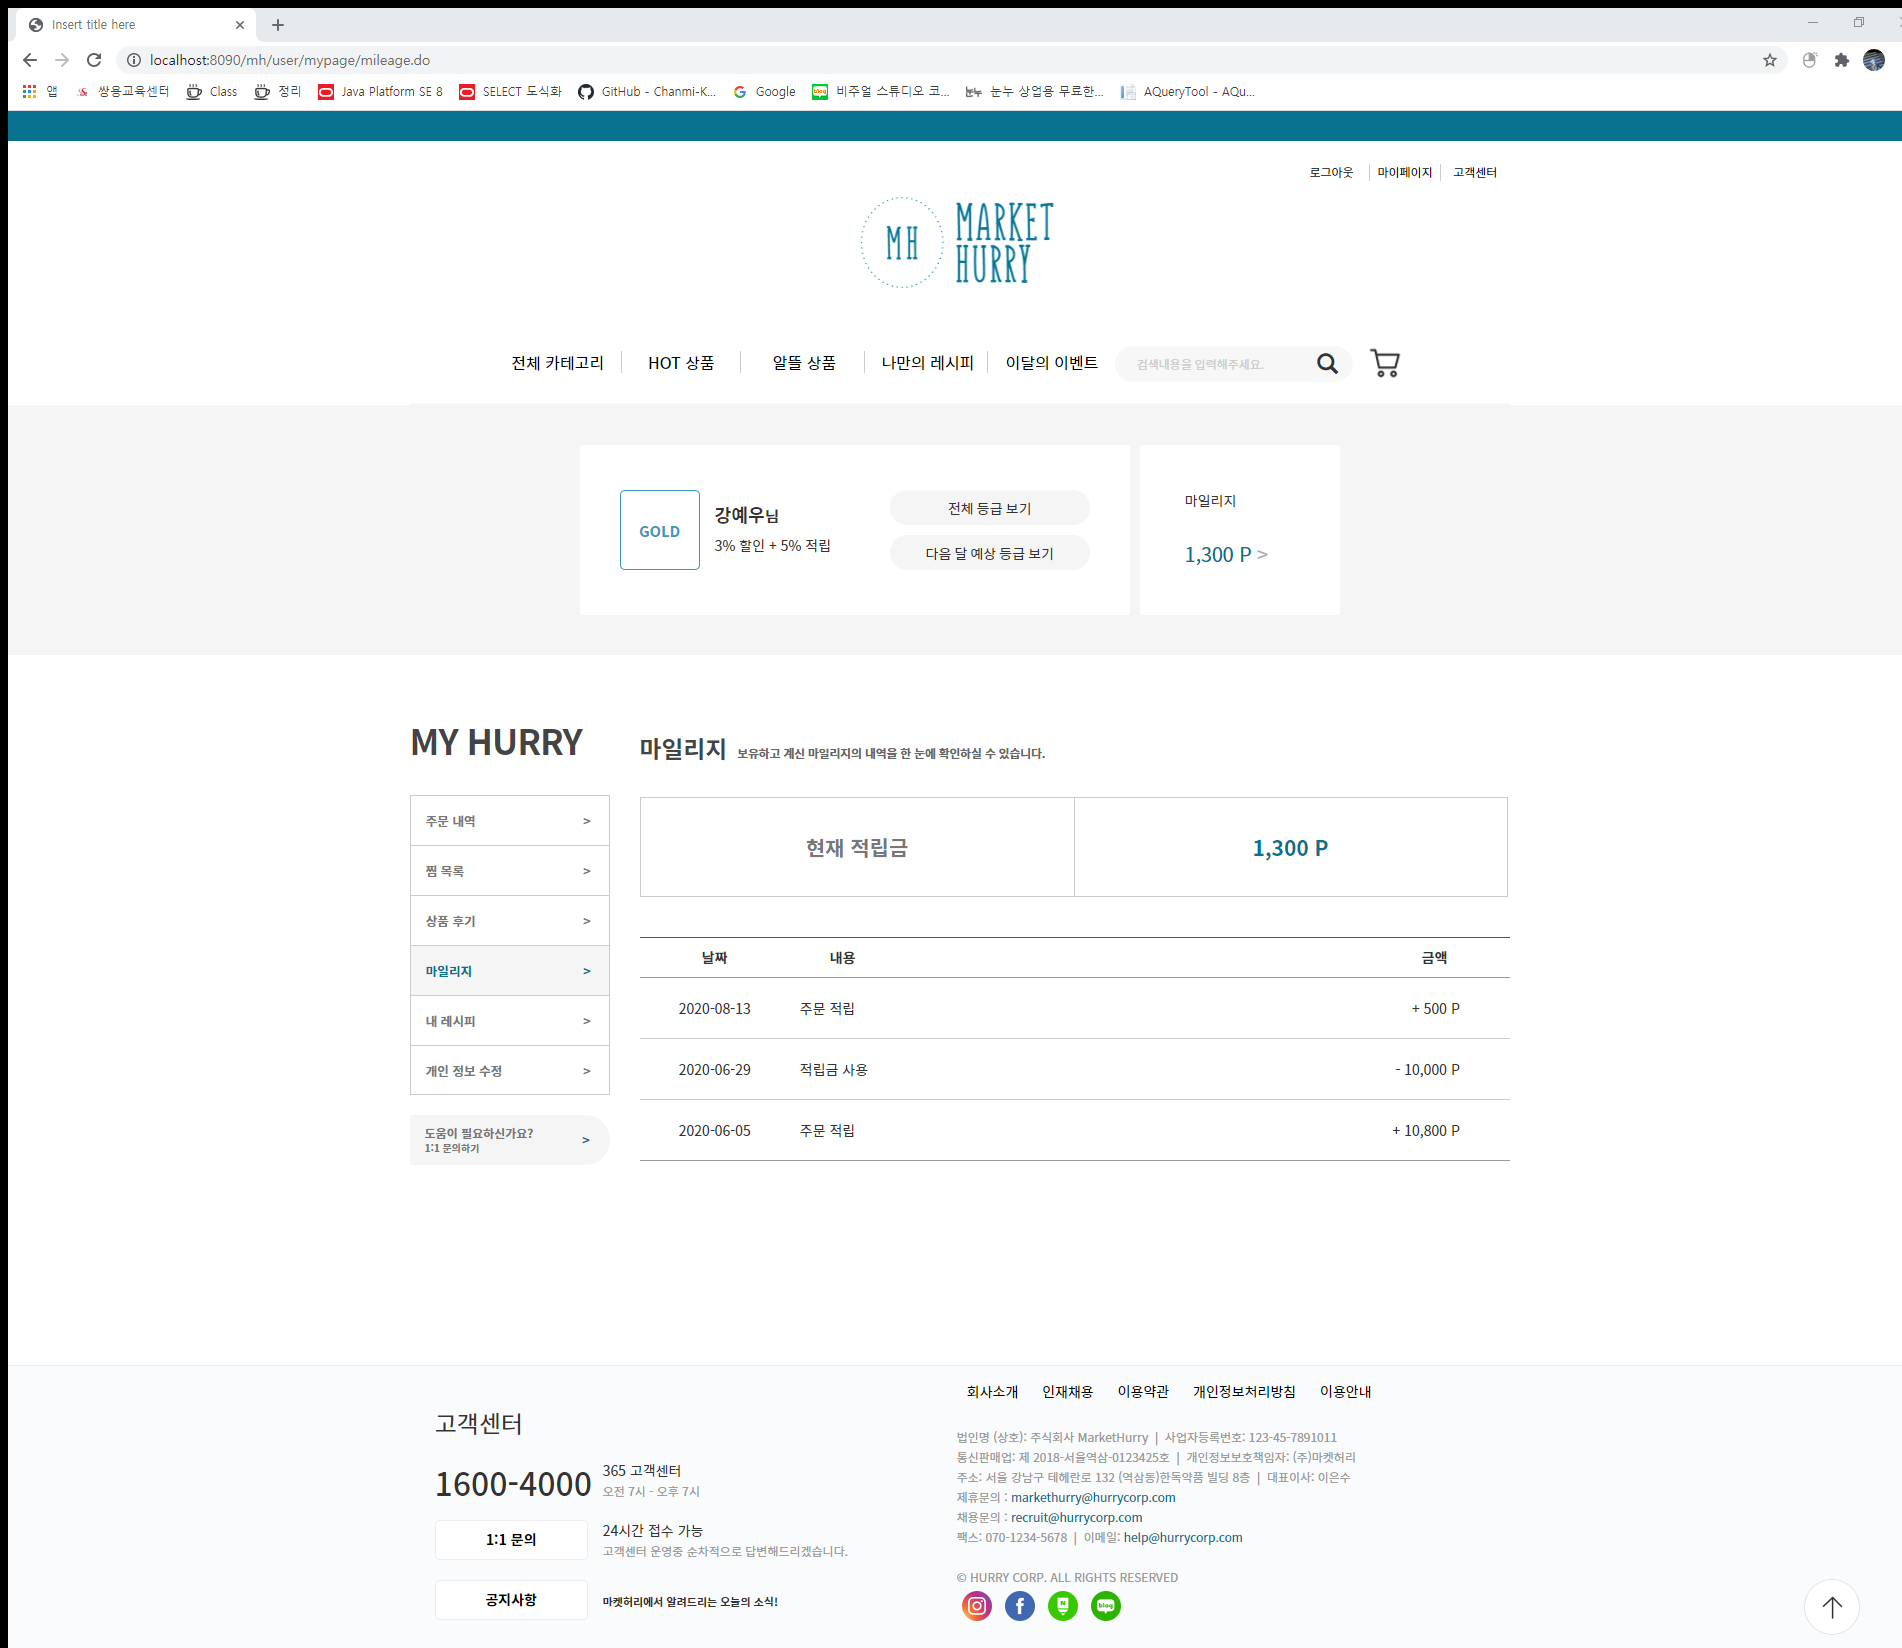 Insert title here
localhost:8090/mh/user/mypage/mileage.do
앱 쌍용교육센터 Class 정리 Java Platform SE 8 SELECT 도식화 GitHub - Chanmi-K... Google 비주얼 스튜디오 코... 눈누 상업용 무료한... AQueryTool - AQu...
로그아웃 마이페이지 고객센터
MH MARKET
HURRY
전체 카테고리 HOT 상품 알뜰 상품 나만의 레시피 이달의 이벤트 검색내용을 입력해주세요.
GOLD
강예우님
3% 할인 + 5% 적립
전체 등급 보기
다음 달 예상 등급 보기
마일리지
1,300 P >
MY HURRY
주문 내역 >
찜 목록 >
상품 후기 >
마일리지 >
내 레시피 >
개인 정보 수정 >
도움이 필요하신가요? >
1:1 문의하기
마일리지 보유하고 계신 마일리지의 내역을 한 눈에 확인하실 수 있습니다.
현재 적립금 1,300 P
날짜 내용 금액
2020-08-13 주문 적립 + 500 P
2020-06-29 적립금 사용 - 10,000 P
2020-06-05 주문 적립 + 10,800 P
고객센터
1600-4000
365 고객센터
오전 7시 - 오후 7시
1:1 문의
24시간 접수 가능
고객센터 운영중 순차적으로 답변해드리겠습니다.
공지사항
마켓허리에서 알려드리는 오늘의 소식!
회사소개 인재채용 이용약관 개인정보처리방침 이용안내
법인명 (상호): 주식회사 MarketHurry | 사업자등록번호: 123-45-7891011
통신판매업: 제 2018-서울역삼-0123425호 | 개인정보보호책임자: (주)마켓허리
주소: 서울 강남구 테헤란로 132 (역삼동)한독약품 빌딩 8층 | 대표이사: 이은수
제휴문의 : markethurry@hurrycorp.com
채용문의 : recruit@hurrycorp.com
팩스: 070-1234-5678 | 이메일: help@hurrycorp.com
© HURRY CORP. ALL RIGHTS RESERVED
N
blog